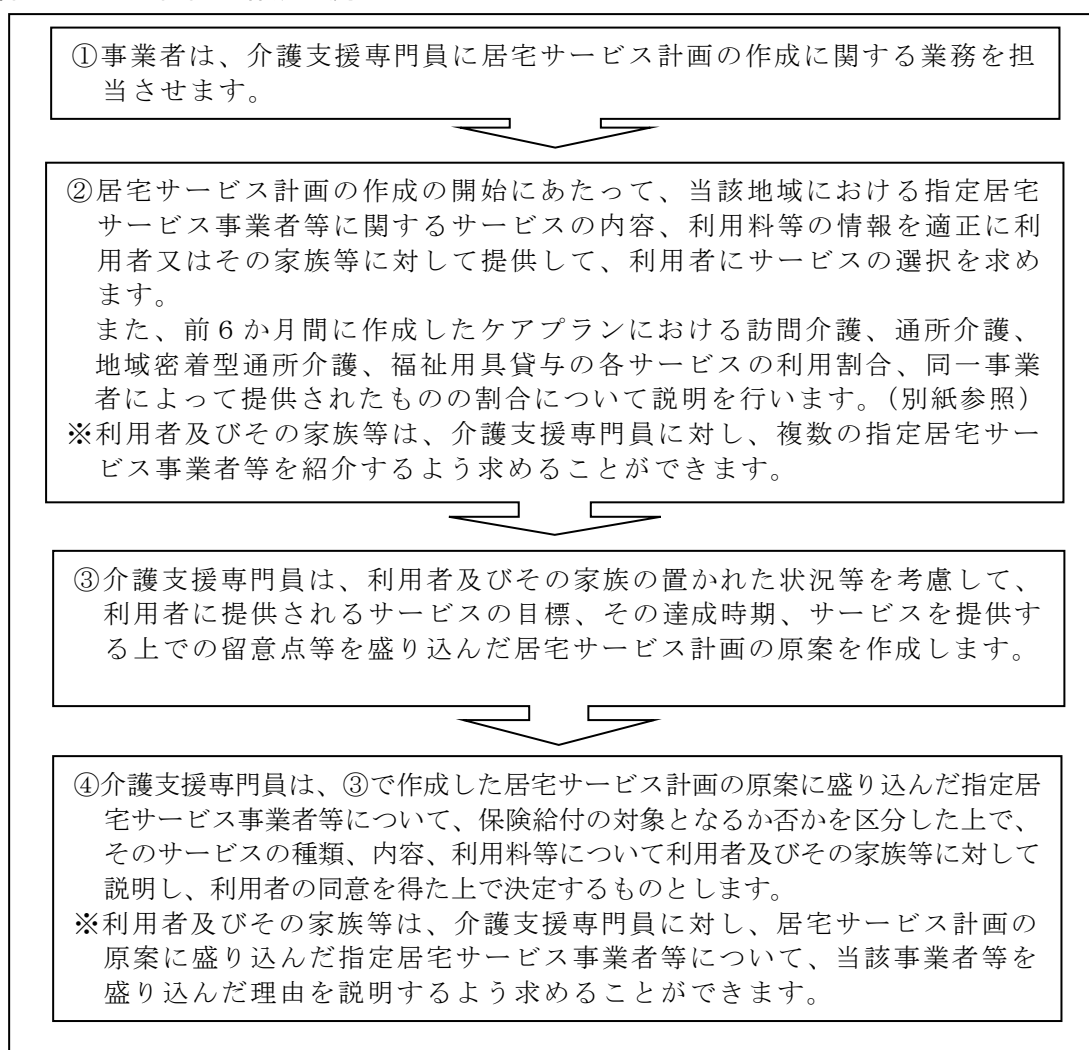 ①事業者は、介護支援専門員に居宅サービス計画の作成に関する業務を担
当させます。
②居宅サービス計画の作成の開始にあたって、当該地域における指定居宅
サービス事業者等に関するサービスの内容、利用料等の情報を適正に利
用者又はその家族等に対して提供して、利用者にサービスの選択を求め
ます。
また、前６か月間に作成したケアプランにおける訪問介護、通所介護、
地域密着型通所介護、福祉用具貸与の各サービスの利用割合、同一事業
者によって提供されたものの割合について説明を行います。（別紙参照）
※利用者及びその家族等は、介護支援専門員に対し、複数の指定居宅サー
ビス事業者等を紹介するよう求めることができます。
③介護支援専門員は、利用者及びその家族の置かれた状況等を考慮して、
利用者に提供されるサービスの目標、その達成時期、サービスを提供す
る上での留意点等を盛り込んだ居宅サービス計画の原案を作成します。
④介護支援専門員は、③で作成した居宅サービス計画の原案に盛り込んだ指定居
宅サービス事業者等について、保険給付の対象となるか否かを区分した上で、
そのサービスの種類、内容、利用料等について利用者及びその家族等に対して
説明し、利用者の同意を得た上で決定するものとします。
※利用者及びその家族等は、介護支援専門員に対し、居宅サービス計画の
原案に盛り込んだ指定居宅サービス事業者等について、当該事業者等を
盛り込んだ理由を説明するよう求めることができます。